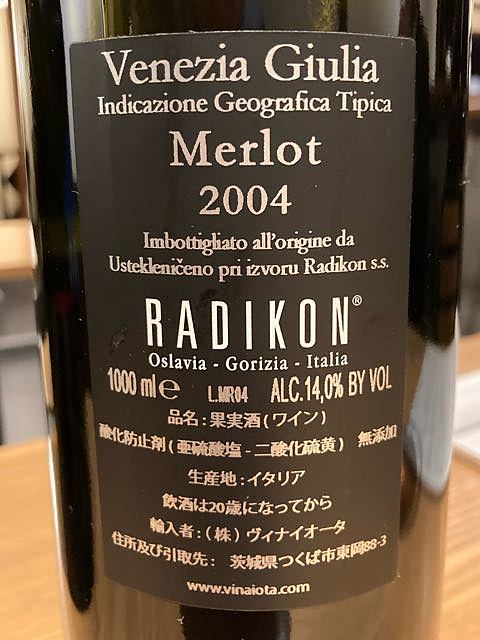 Venezia Giulia
Indicazione Geografica Tipica
Merlot
2004
Imbottigliato all'origine da
Ustekleničeno pri izvoru Radikon s.s.
RADIKON®
Oslavia - Gorizia - Italia
1000 ml e L.MR04 ALC.14,0% BY VOL
品名:果実酒(ワイン)
酸化防止剤(亜硫酸塩-二酸化硫黄) 無添加
生産地:イタリア
飲酒は20歳になってから
輸入者:(株)ヴィナイオータ
住所及び引取先: 茨城県つくば市東岡88-3
www.vinaiota.com